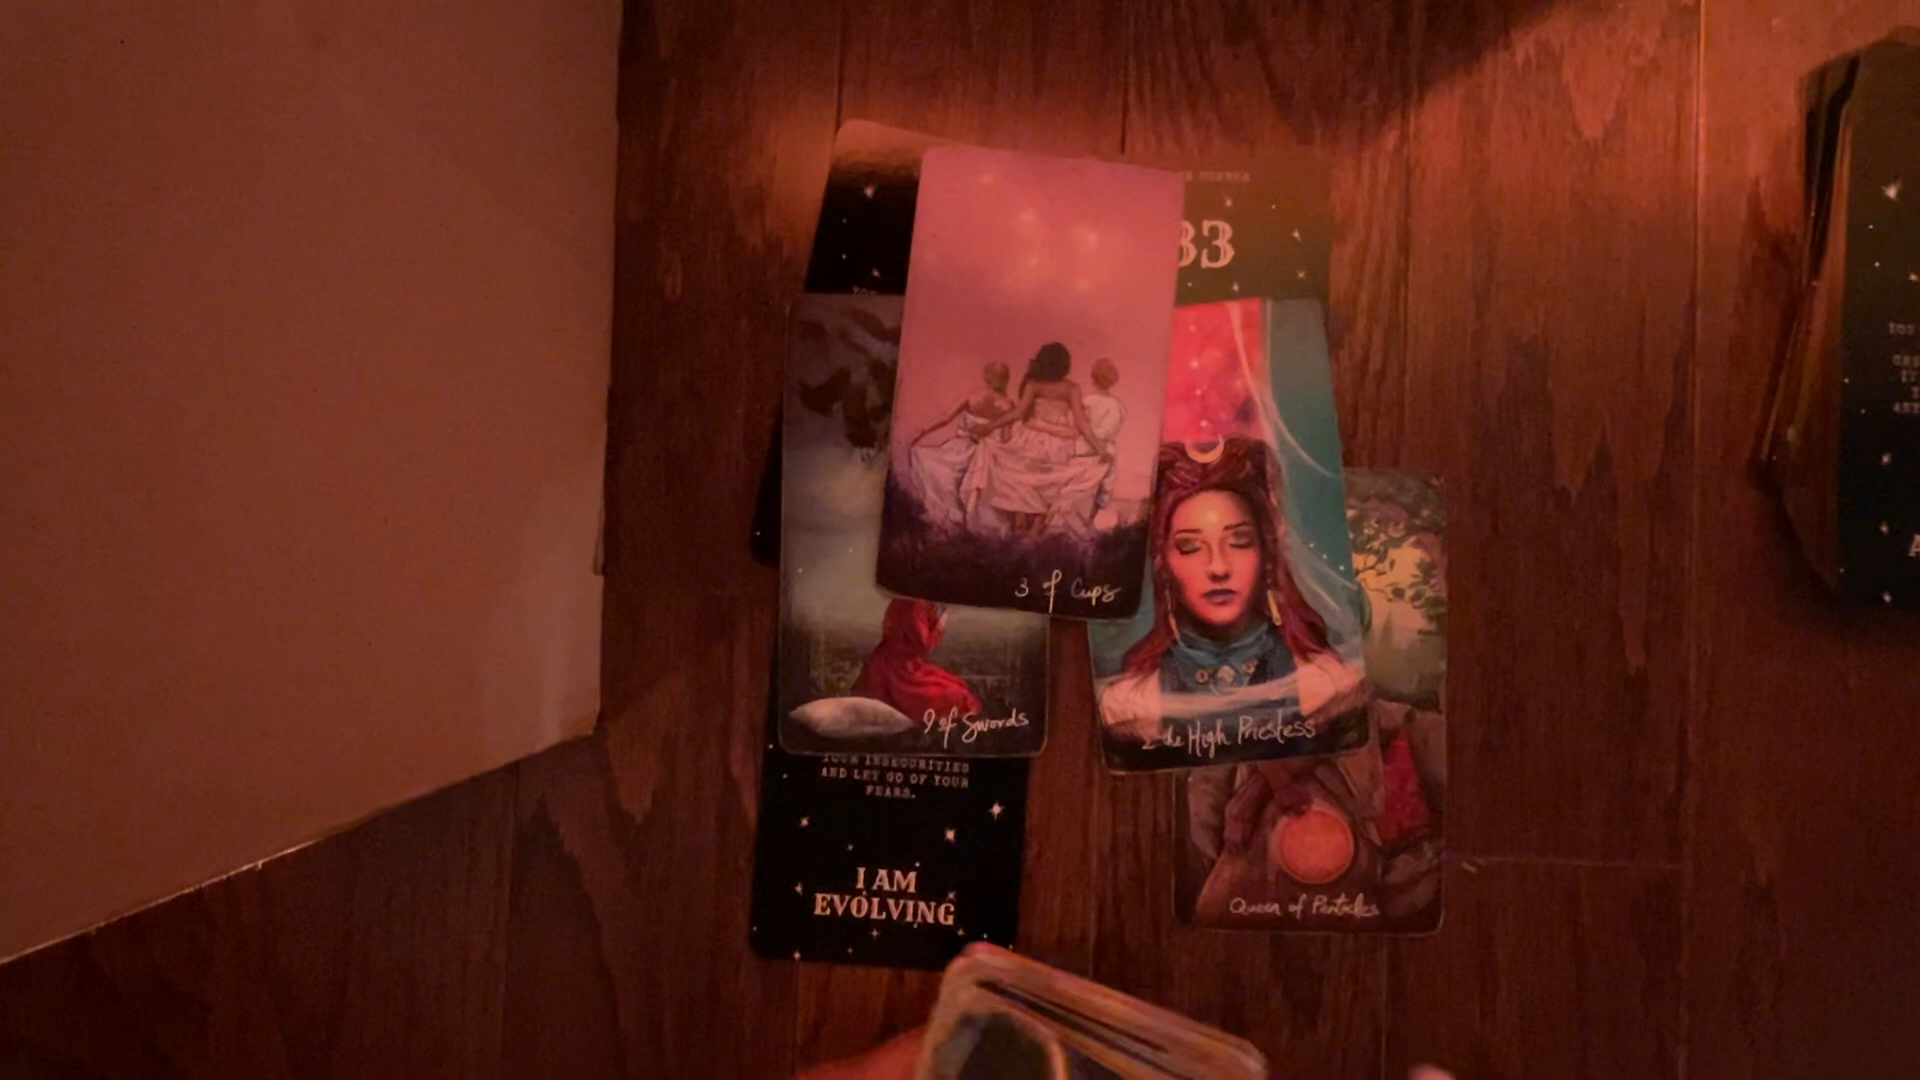 33
3 of Cups
9 of Swords
2 the High Priestess
YOUR INSECURITIES
AND LET GO OF YOUR
FEARS.
I AM
EVOLVING
Queen of Pentacles